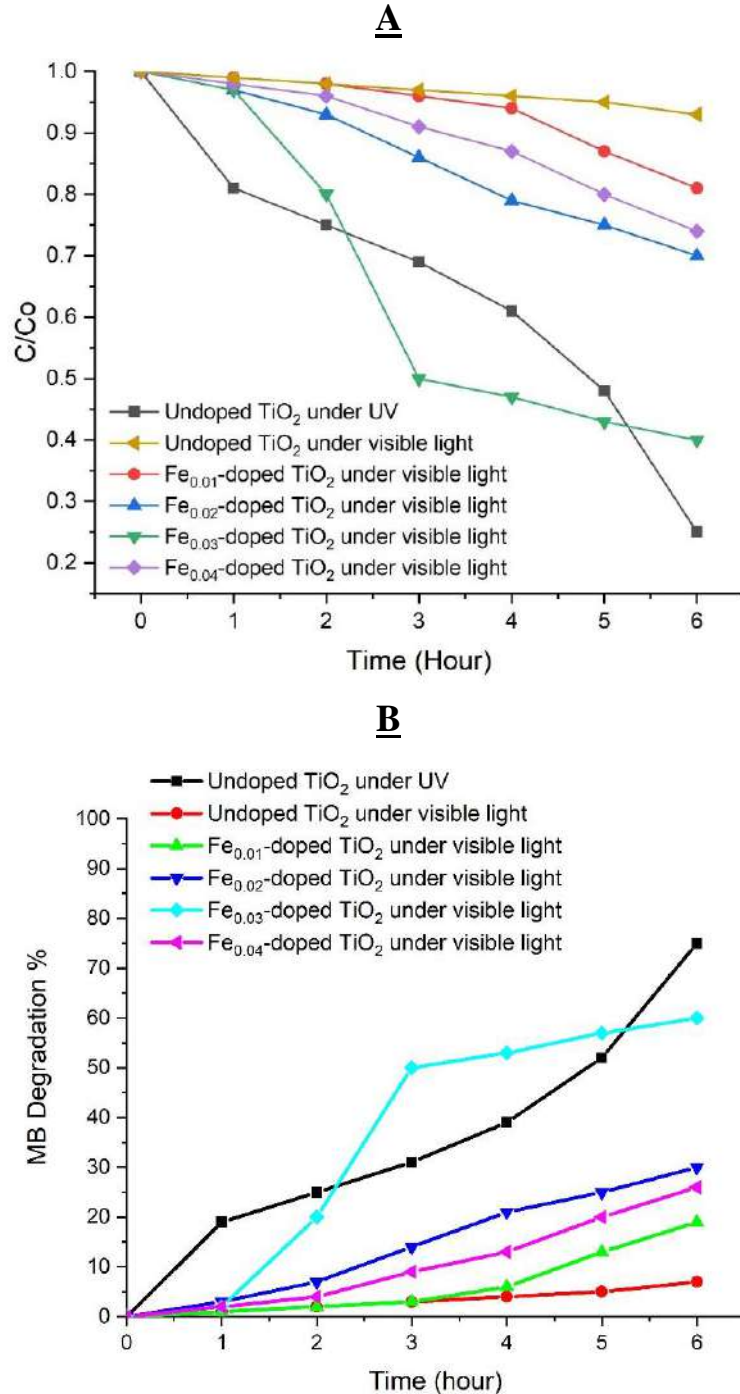 A
1.0
0.9
0.8
0.7
0.6
0.5
0.4
0.3
0.2
C/Co
Undoped TiO₂ under UV
Undoped TiO₂ under visible light
Fe₀.₀₁-doped TiO₂ under visible light
Fe₀.₀₂-doped TiO₂ under visible light
Fe₀.₀₃-doped TiO₂ under visible light
Fe₀.₀₄-doped TiO₂ under visible light
0 1 2 3 4 5 6
Time (Hour)
B
Undoped TiO₂ under UV
Undoped TiO₂ under visible light
Fe₀.₀₁-doped TiO₂ under visible light
Fe₀.₀₂-doped TiO₂ under visible light
Fe₀.₀₃-doped TiO₂ under visible light
Fe₀.₀₄-doped TiO₂ under visible light
100
90
80
70
60
50
40
30
20
10
0
MB Degradation %
0 1 2 3 4 5 6
Time (hour)